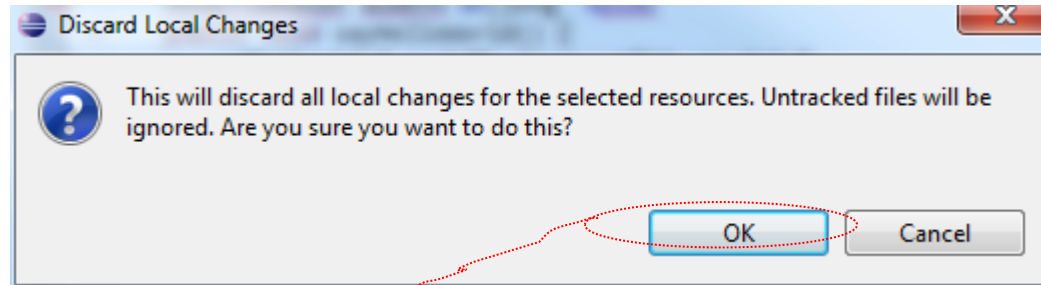 Discard Local Changes
This will discard all local changes for the selected resources. Untracked files will be
ignored. Are you sure you want to do this?
OK
Cancel